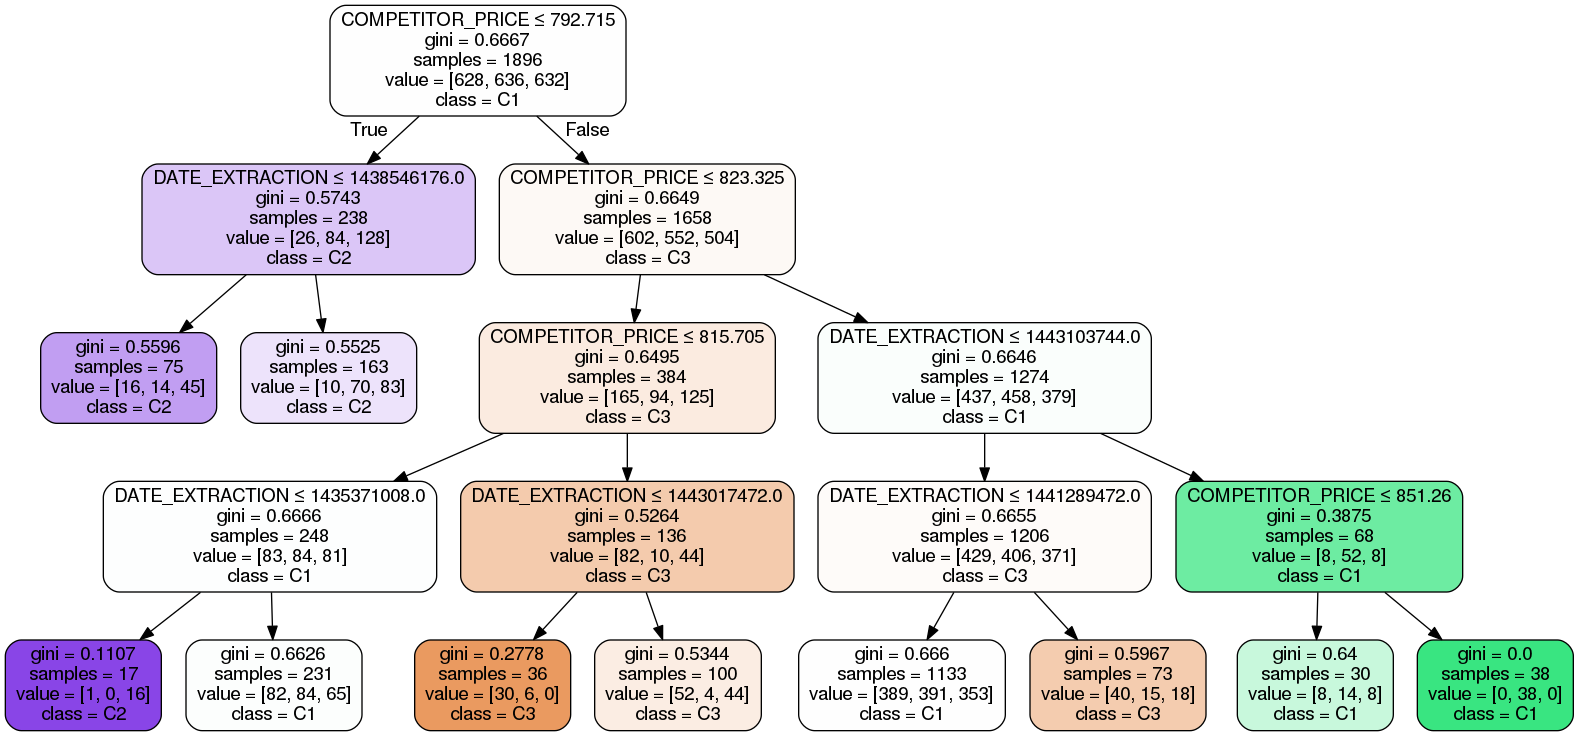 COMPETITOR_PRICE ≤ 792.715
gini = 0.6667
samples = 1896
value = [628, 636, 632]
class = C1
True
False
DATE_EXTRACTION ≤ 1438546176.0
gini = 0.5743
samples = 238
value = [26, 84, 128]
class = C2
COMPETITOR_PRICE ≤ 823.325
gini = 0.6649
samples = 1658
value = [602, 552, 504]
class = C3
gini = 0.5596
samples = 75
value = [16, 14, 45]
class = C2
gini = 0.5525
samples = 163
value = [10, 70, 83]
class = C2
COMPETITOR_PRICE ≤ 815.705
gini = 0.6495
samples = 384
value = [165, 94, 125]
class = C3
DATE_EXTRACTION ≤ 1443103744.0
gini = 0.6646
samples = 1274
value = [437, 458, 379]
class = C1
DATE_EXTRACTION ≤ 1435371008.0
gini = 0.6666
samples = 248
value = [83, 84, 81]
class = C1
DATE_EXTRACTION ≤ 1443017472.0
gini = 0.5264
samples = 136
value = [82, 10, 44]
class = C3
DATE_EXTRACTION ≤ 1441289472.0
gini = 0.6655
samples = 1206
value = [429, 406, 371]
class = C3
COMPETITOR_PRICE ≤ 851.26
gini = 0.3875
samples = 68
value = [8, 52, 8]
class = C1
gini = 0.1107
samples = 17
value = [1, 0, 16]
class = C2
gini = 0.6626
samples = 231
value = [82, 84, 65]
class = C1
gini = 0.2778
samples = 36
value = [30, 6, 0]
class = C3
gini = 0.5344
samples = 100
value = [52, 4, 44]
class = C3
gini = 0.666
samples = 1133
value = [389, 391, 353]
class = C1
gini = 0.5967
samples = 73
value = [40, 15, 18]
class = C3
gini = 0.64
samples = 30
value = [8, 14, 8]
class = C1
gini = 0.0
samples = 38
value = [0, 38, 0]
class = C1